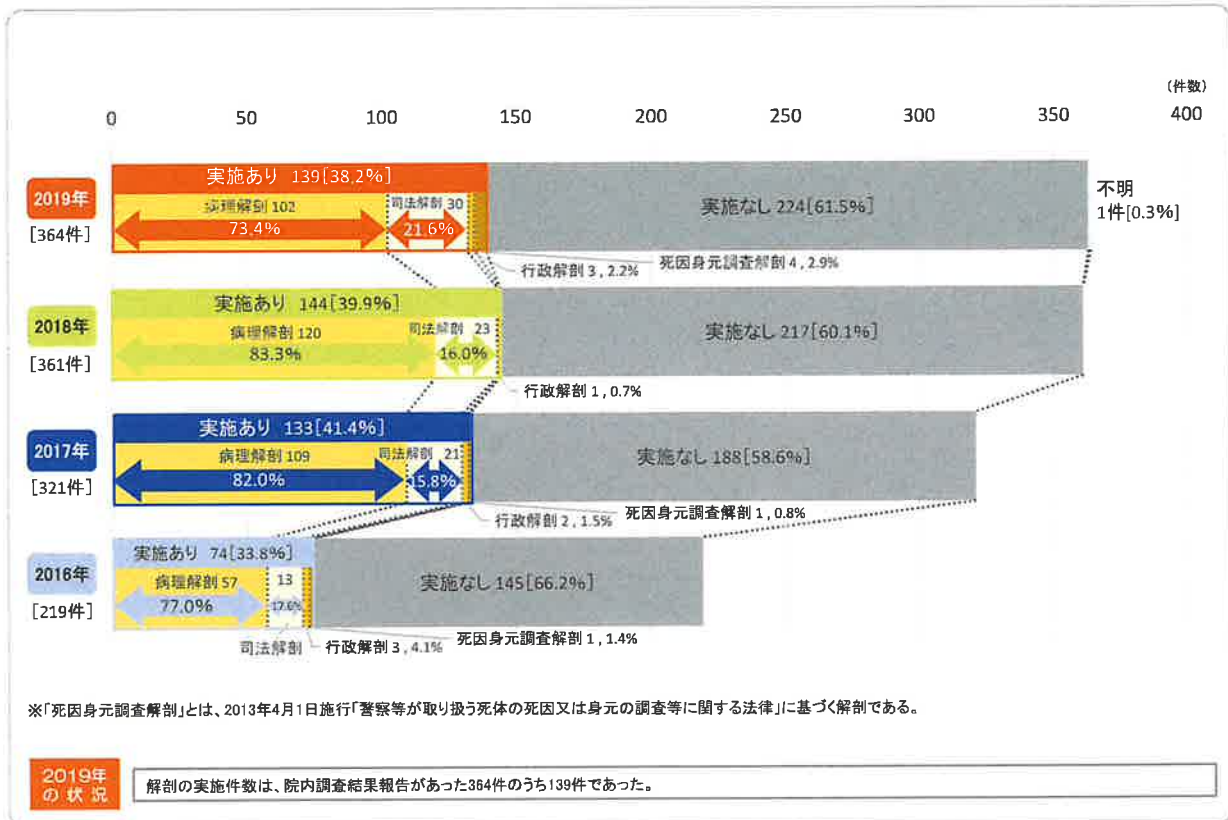 (件数)
0 50 100 150 200 250 300 350 400
2019年
[364件]
実施あり 139[38.2%]
病理解剖 102
73.4%
司法解剖 30
21.6%
実施なし 224[61.5%]
不明
1件[0.3%]
行政解剖 3 , 2.2%
死因身元調査解剖 4 , 2.9%
2018年
[361件]
実施あり 144[39.9%]
病理解剖 120
83.3%
司法解剖 23
16.0%
実施なし 217[60.1%]
行政解剖 1 , 0.7%
2017年
[321件]
実施あり 133[41.4%]
病理解剖 109
82.0%
司法解剖 21
15.8%
実施なし 188[58.6%]
行政解剖 2 , 1.5%
死因身元調査解剖 1 , 0.8%
2016年
[219件]
実施あり 74[33.8%]
病理解剖 57
77.0%
13
17.6%
実施なし 145[66.2%]
司法解剖
行政解剖 3 , 4.1%
死因身元調査解剖 1 , 1.4%
※「死因身元調査解剖」とは、2013年4月1日施行「警察等が取り扱う死体の死因又は身元の調査等に関する法律」に基づく解剖である。
2019年
の状況
解剖の実施件数は、院内調査結果報告があった364件のうち139件であった。